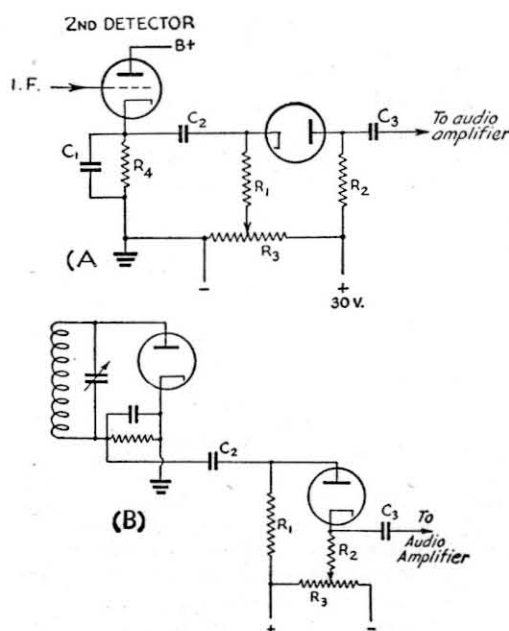 2ND DETECTOR
B+
I.F.
C1
C2
R4
R1
R2
R3
C3
To audio
amplifier
(A
−
+
30 V.
(B)
C2
R1
R2
R3
C3
To
Audio
Amplifier
+
−